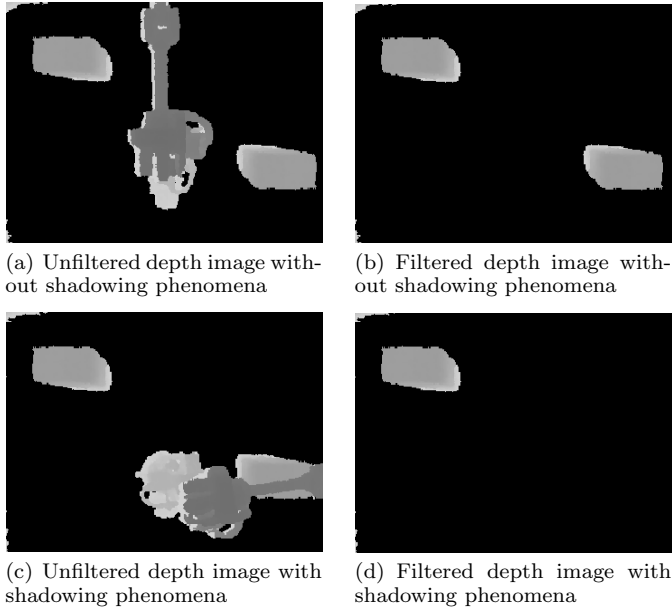 (a) Unfiltered depth image with-
out shadowing phenomena
(b) Filtered depth image with-
out shadowing phenomena
(c) Unfiltered depth image with
shadowing phenomena
(d) Filtered depth image with
shadowing phenomena